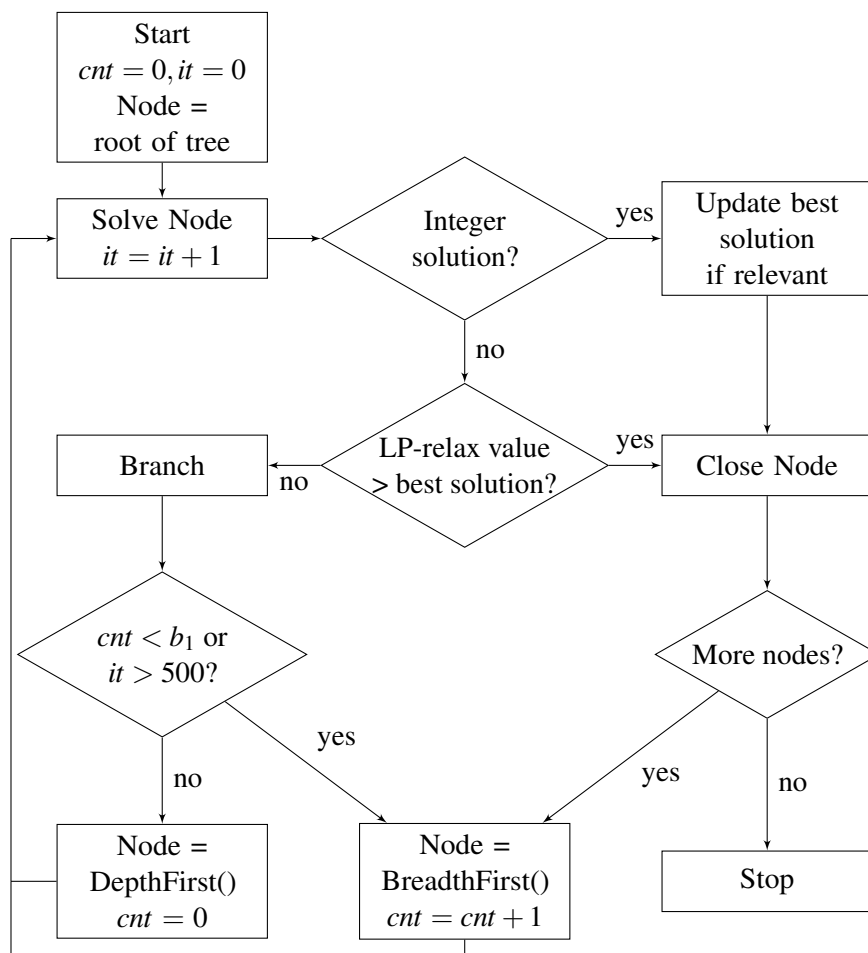 Start
cnt = 0, it = 0
Node =
root of tree
Solve Node
it = it + 1
Integer
solution?
yes
Update best
solution
if relevant
no
Branch
no
LP-relax value
> best solution?
yes
Close Node
cnt < b₁ or
it > 500?
More nodes?
yes
yes
no
no
Node =
DepthFirst()
cnt = 0
Node =
BreadthFirst()
cnt = cnt + 1
Stop